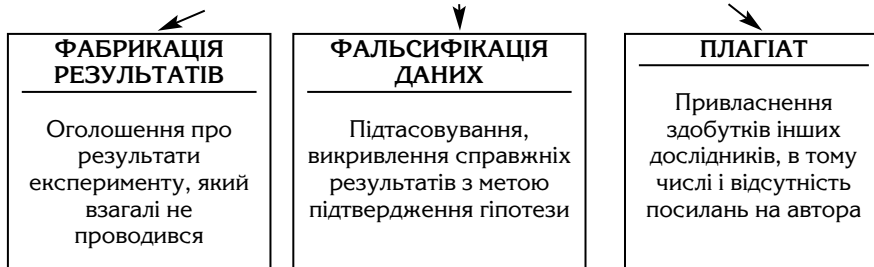 ФАБРИКАЦІЯ
РЕЗУЛЬТАТІВ
Оголошення про
результати
експерименту, який
взагалі не
проводився
ФАЛЬСИФІКАЦІЯ
ДАНИХ
Підтасовування,
викривлення справжніх
результатів з метою
підтвердження гіпотези
ПЛАГІАТ
Привласнення
здобутків інших
дослідників, в тому
числі і відсутність
посилань на автора